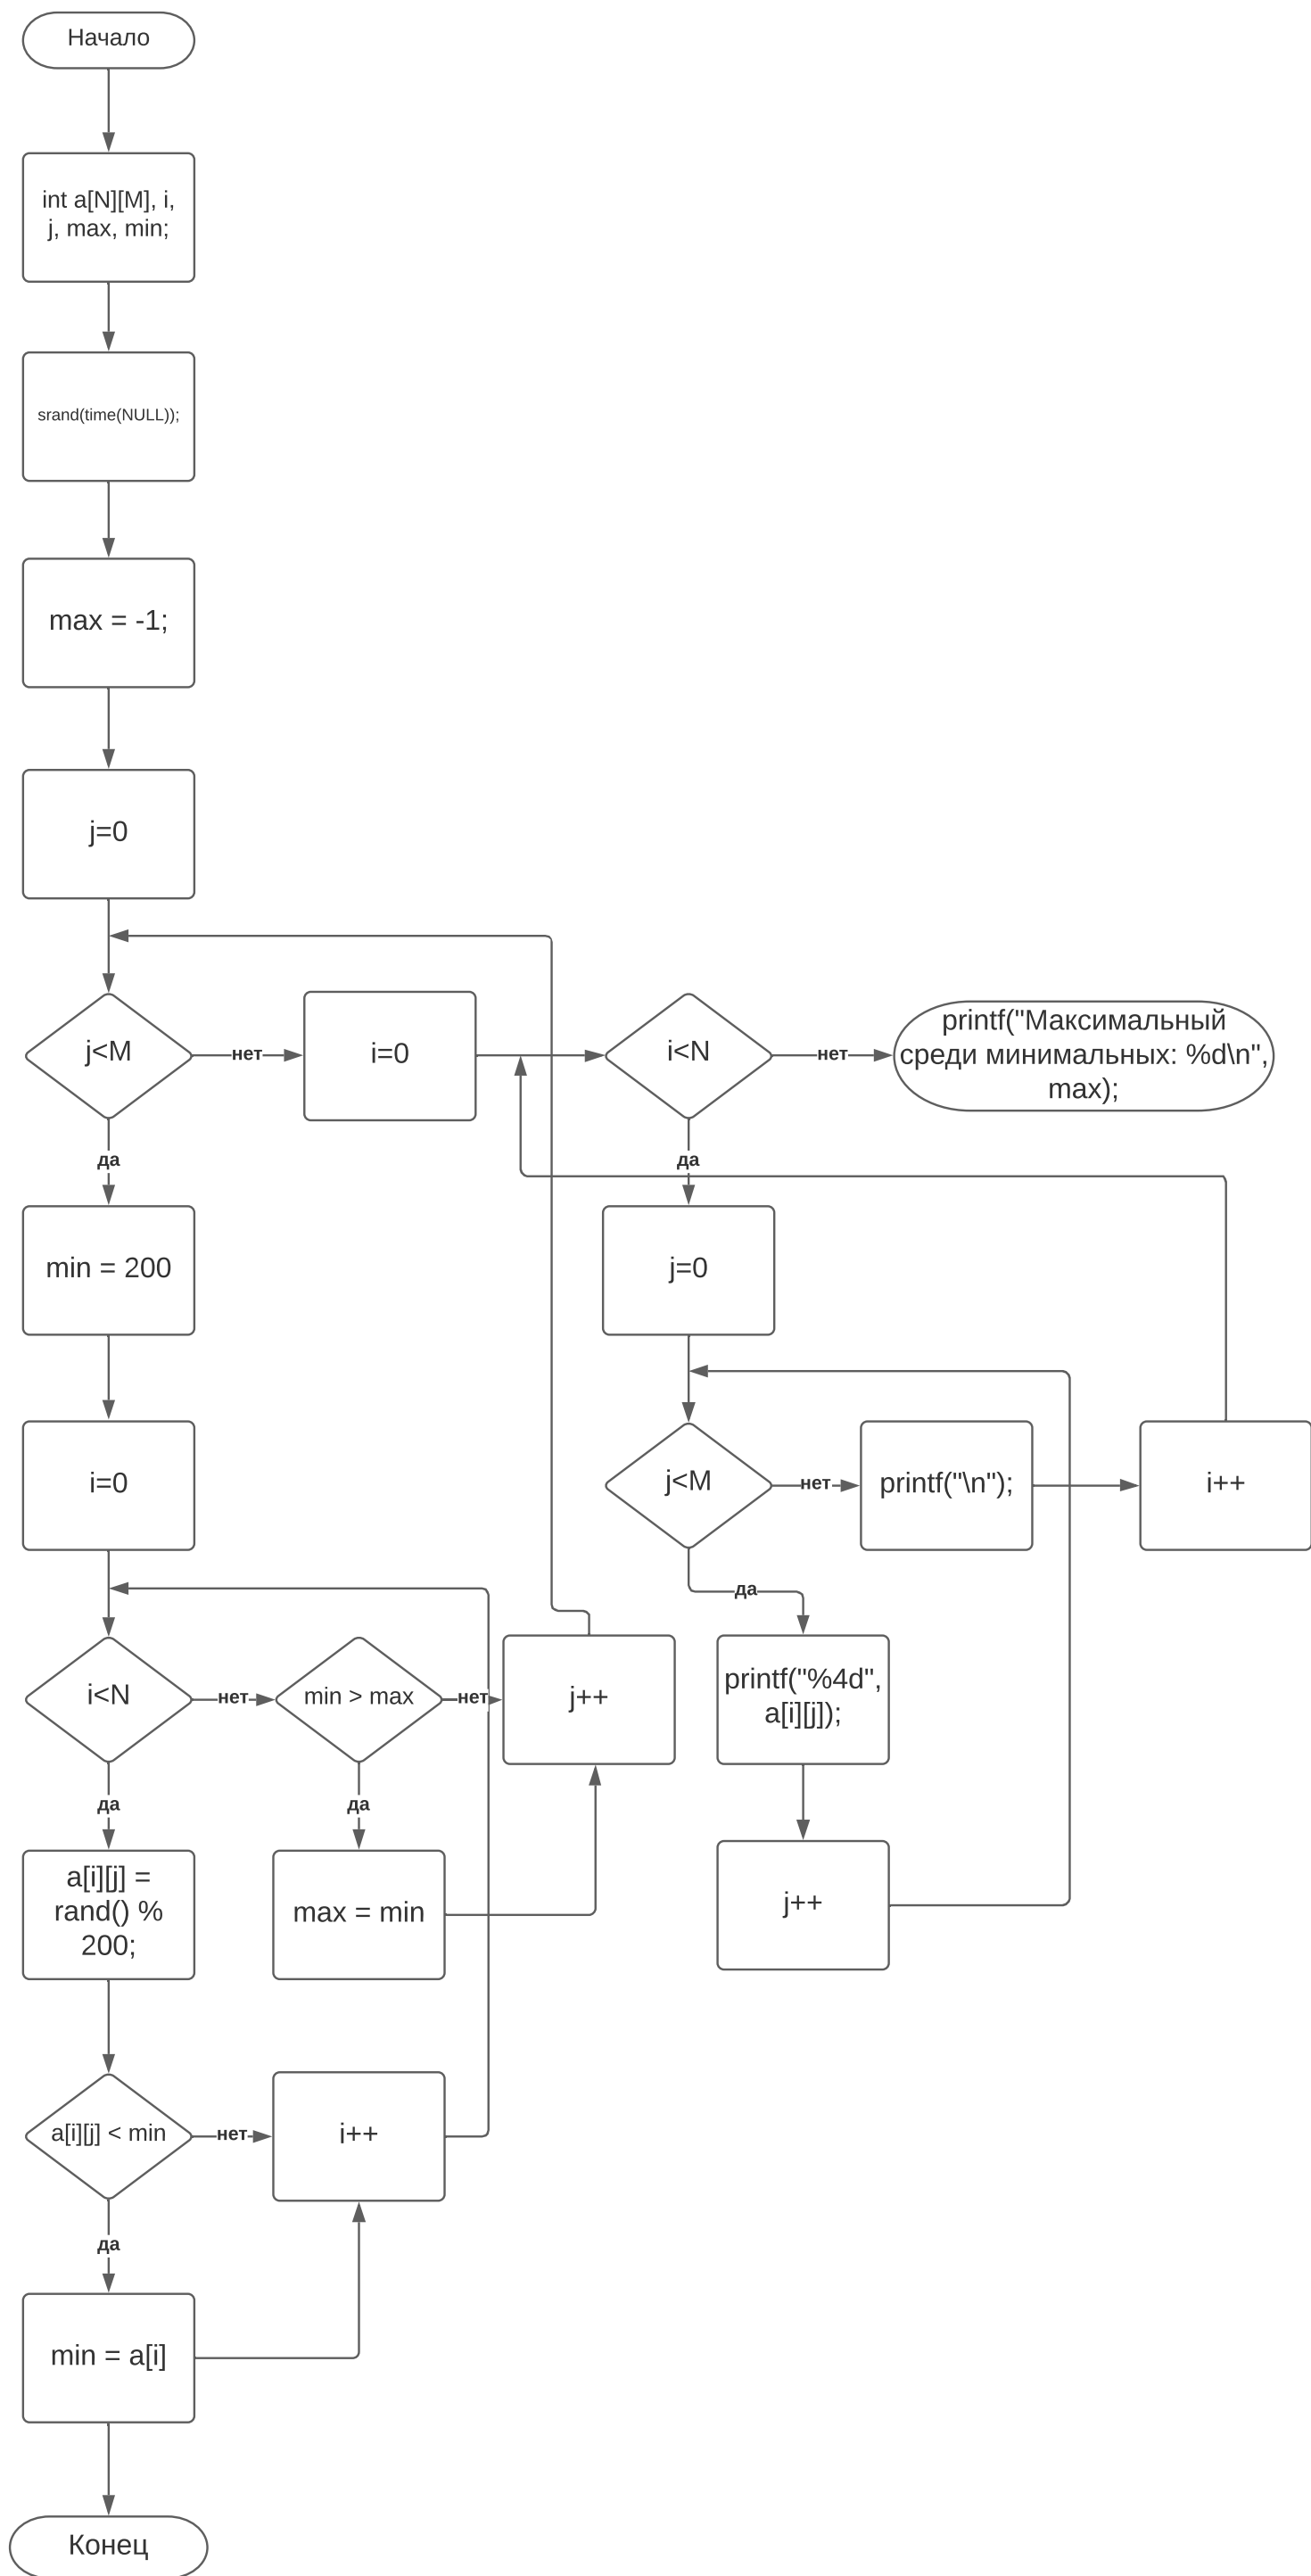 Начало
int a[N][M], i,
j, max, min;
srand(time(NULL));
max = -1;
j=0
j<M
нет
i=0
i<N
нет
printf("Максимальный
среди минимальных: %d\n",
max);
да
да
min = 200
j=0
i=0
j<M
нет
printf("\n");
i++
да
i<N
нет
min > max
нет
j++
printf("%4d",
a[i][j]);
да
да
a[i][j] =
rand() %
200;
max = min
j++
a[i][j] < min
нет
i++
да
min = a[i]
Конец